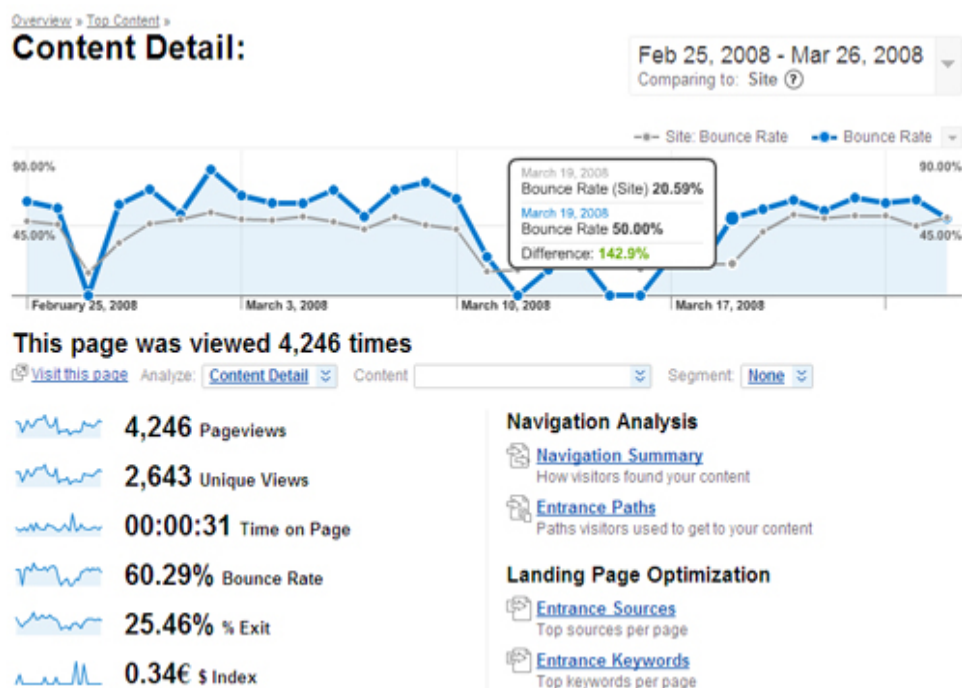 Overview » Top Content »
Content Detail:
Feb 25, 2008 - Mar 26, 2008
Comparing to: Site ?
Site: Bounce Rate Bounce Rate
90.00% 90.00%
45.00% 45.00%
March 19, 2008
Bounce Rate (Site) 20.59%
March 19, 2008
Bounce Rate 50.00%
Difference: 142.9%
February 25, 2008 March 3, 2008 March 10, 2008 March 17, 2008
This page was viewed 4,246 times
Visit this page Analyze: Content Detail Content Segment: None
4,246 Pageviews
2,643 Unique Views
00:00:31 Time on Page
60.29% Bounce Rate
25.46% % Exit
0.34€ $ Index
Navigation Analysis
Navigation Summary
How visitors found your content
Entrance Paths
Paths visitors used to get to your content
Landing Page Optimization
Entrance Sources
Top sources per page
Entrance Keywords
Top keywords per page